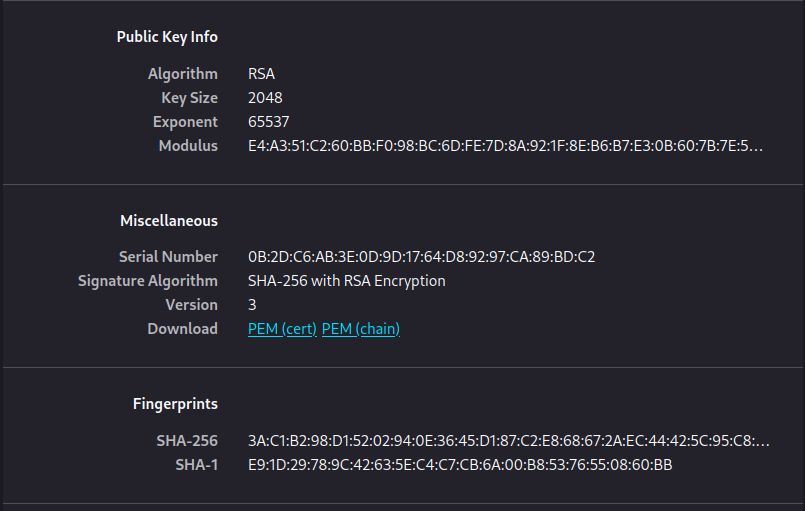 Public Key Info
Algorithm RSA
Key Size 2048
Exponent 65537
Modulus E4:A3:51:C2:60:BB:F0:98:BC:6D:FE:7D:8A:92:1F:8E:B6:B7:E3:0B:60:7B:7E:5…
Miscellaneous
Serial Number 0B:2D:C6:AB:3E:0D:9D:17:64:D8:92:97:CA:89:BD:C2
Signature Algorithm SHA-256 with RSA Encryption
Version 3
Download PEM (cert) PEM (chain)
Fingerprints
SHA-256 3A:C1:B2:98:D1:52:02:94:0E:36:45:D1:87:C2:E8:68:67:2A:EC:44:42:5C:95:C8:…
SHA-1 E9:1D:29:78:9C:42:63:5E:C4:C7:CB:6A:00:B8:53:76:55:08:60:BB